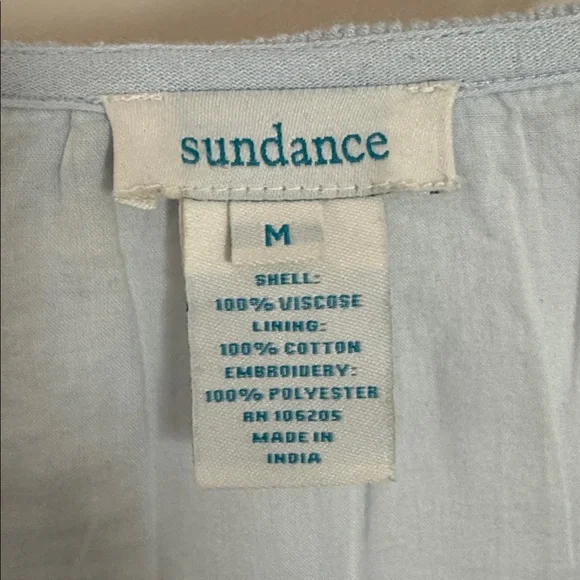 sundance
M
SHELL:
100% VISCOSE
LINING:
100% COTTON
EMBROIDERY:
100% POLYESTER
RN 106205
MADE IN
INDIA